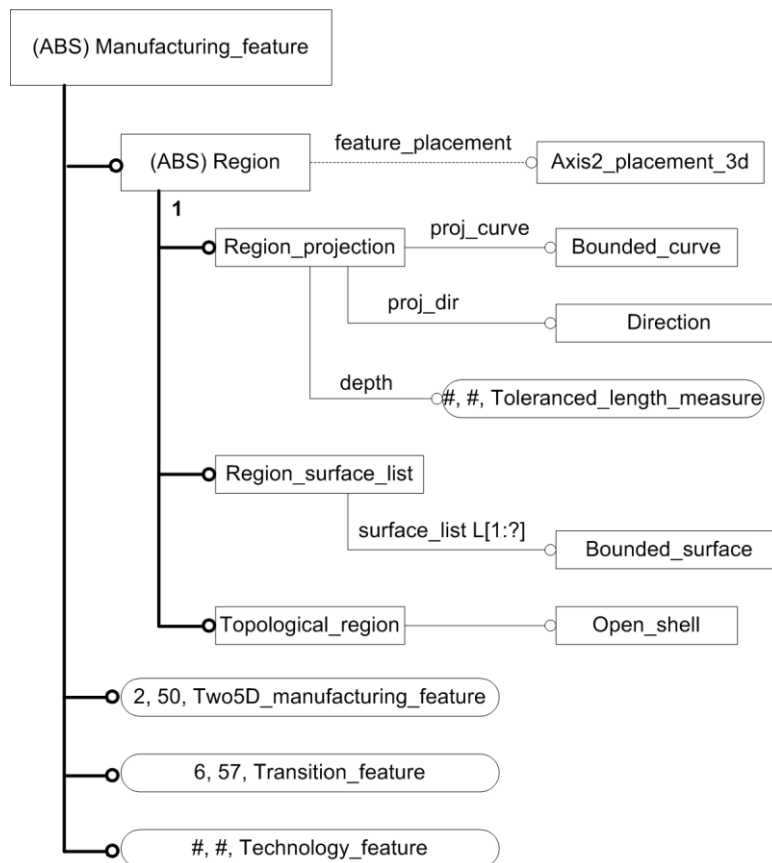 (ABS) Manufacturing_feature
feature_placement
(ABS) Region
Axis2_placement_3d
1
proj_curve
Region_projection
Bounded_curve
proj_dir
Direction
depth
#, #, Toleranced_length_measure
Region_surface_list
surface_list L[1:?]
Bounded_surface
Topological_region
Open_shell
2, 50, Two5D_manufacturing_feature
6, 57, Transition_feature
#, #, Technology_feature